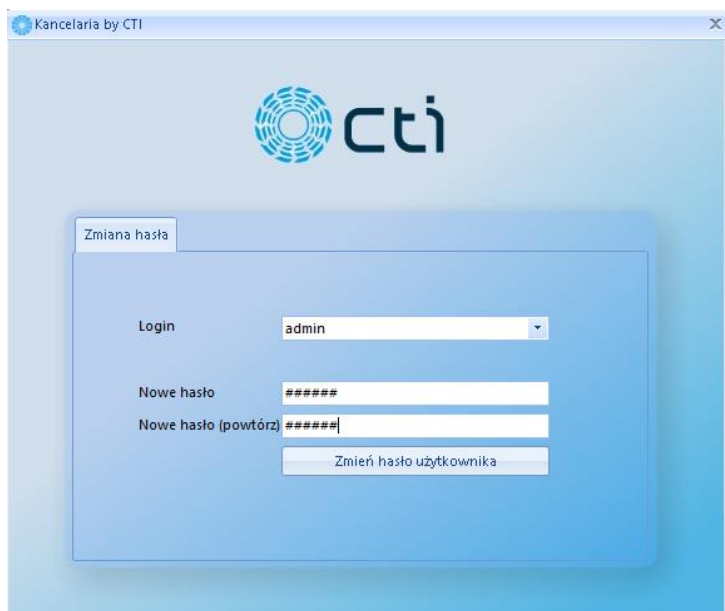 Kancelaria by CTI
X
cti
Zmiana hasła
Login
admin
Nowe hasło
######
Nowe hasło (powtórz)
######
Zmień hasło użytkownika